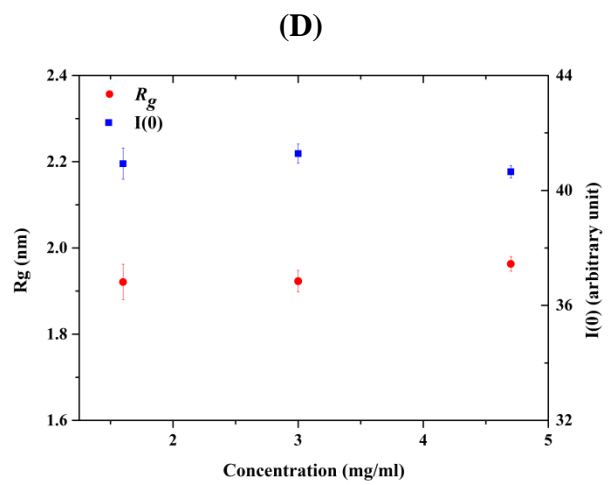 (D)
2.4
2.2
2.0
1.8
1.6
Rg (nm)
Rg
I(0)
44
40
36
32
I(0) (arbitrary unit)
2
3
4
5
Concentration (mg/ml)